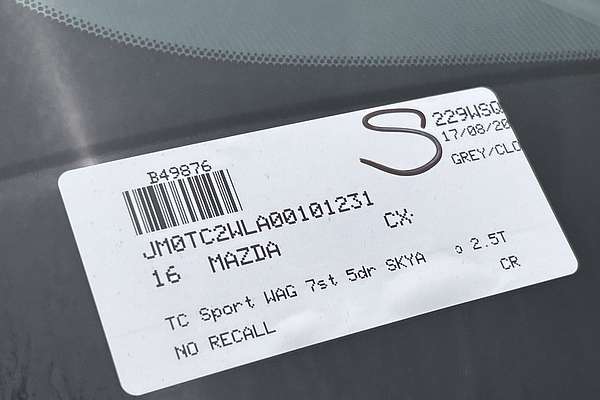 S
229WSQ
17/08/20
GREY/CLO
B49876
JM0TC2WLA00101231
16 MAZDA CX-
TC Sport WAG 7st 5dr SKYA o 2.5T
NO RECALL CR